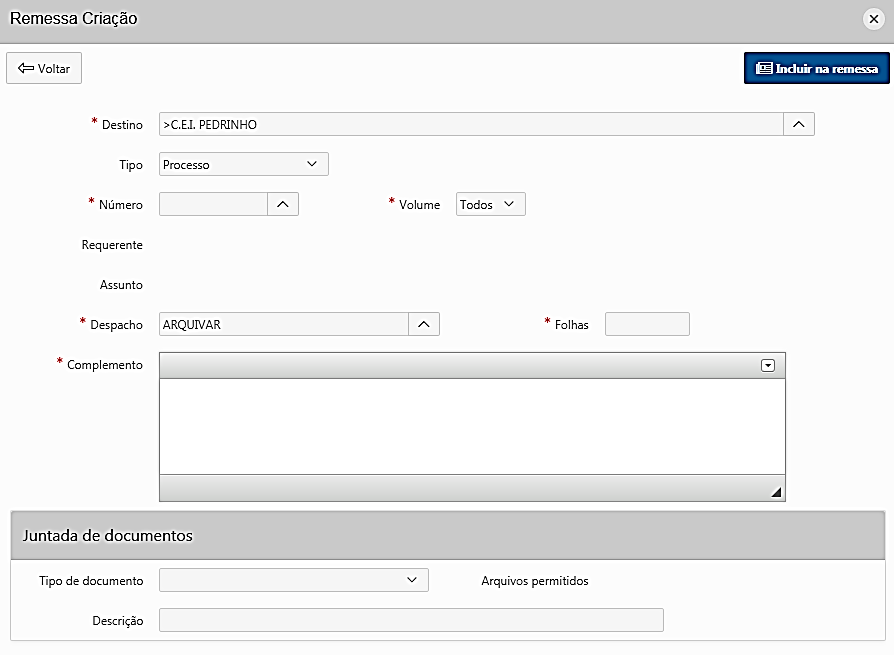 Remessa Criação
Voltar
Incluir na remessa
* Destino >C.E.I. PEDRINHO
Tipo Processo
* Número * Volume Todos
Requerente
Assunto
* Despacho ARQUIVAR * Folhas
* Complemento
Juntada de documentos
Tipo de documento Arquivos permitidos
Descrição